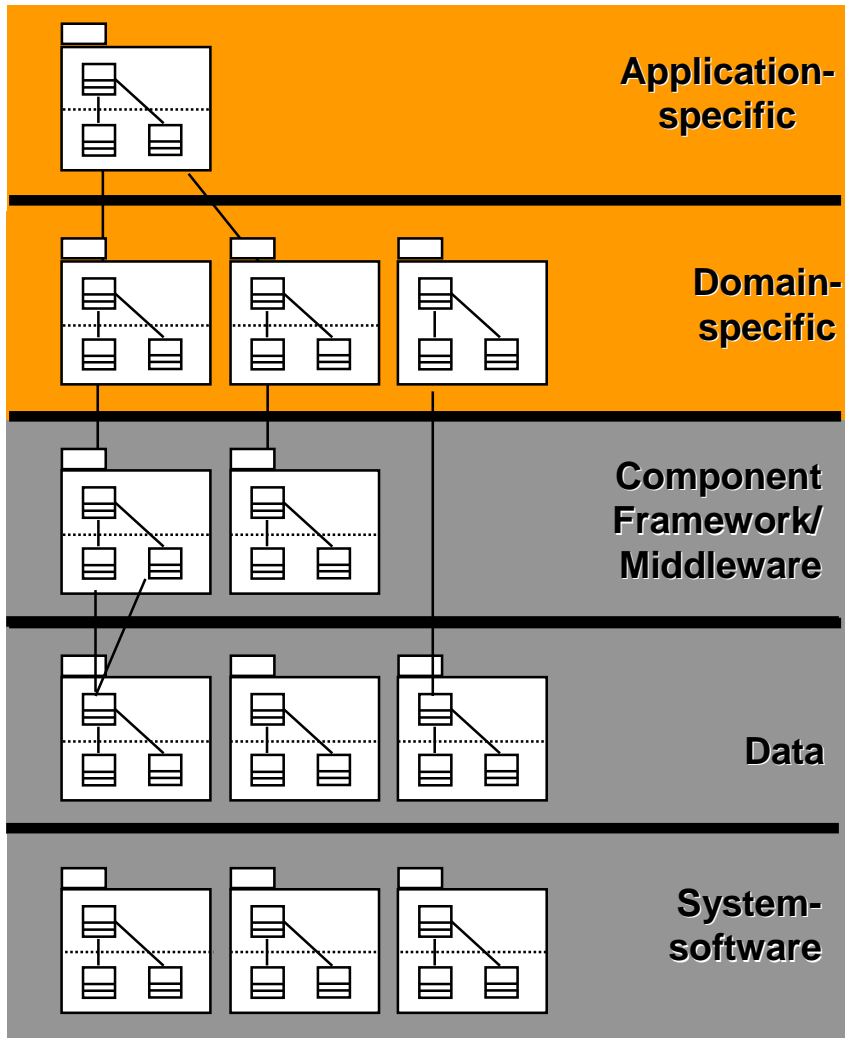 Application-
specific
Domain-
specific
Component
Framework/
Middleware
Data
System-
software